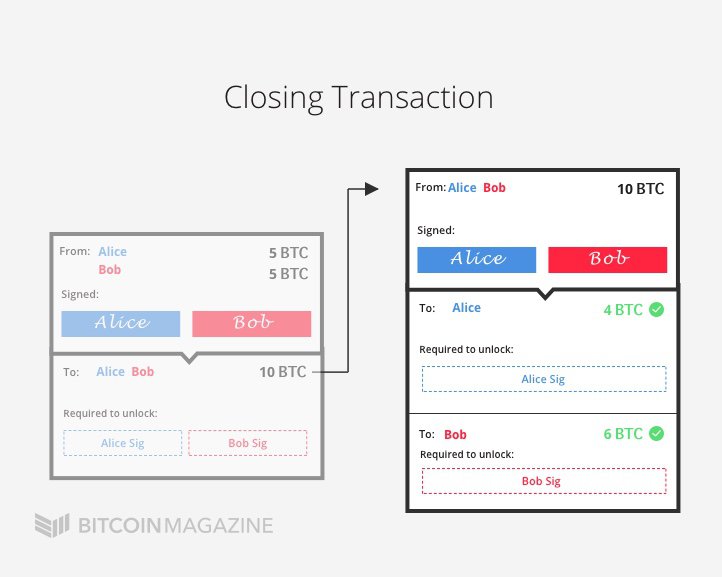 Closing Transaction
From: Alice 5 BTC
Bob 5 BTC
Signed:
Alice Bob
To: Alice Bob 10 BTC
Required to unlock:
Alice Sig Bob Sig
From: Alice Bob 10 BTC
Signed:
Alice Bob
To: Alice 4 BTC
Required to unlock:
Alice Sig
To: Bob 6 BTC
Required to unlock:
Bob Sig
BITCOINMAGAZINE